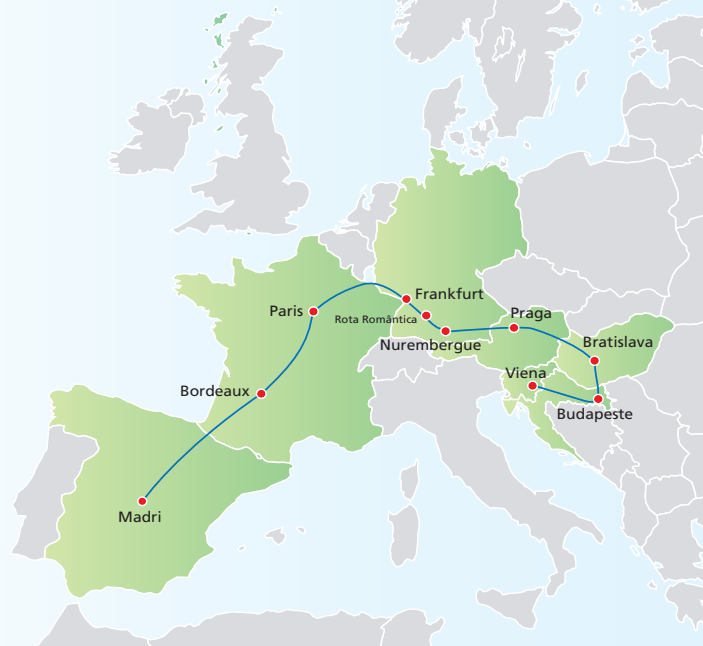 Frankfurt
Paris
Rota Romântica
Praga
Nurembergue
Bratislava
Viena
Bordeaux
Budapeste
Madri